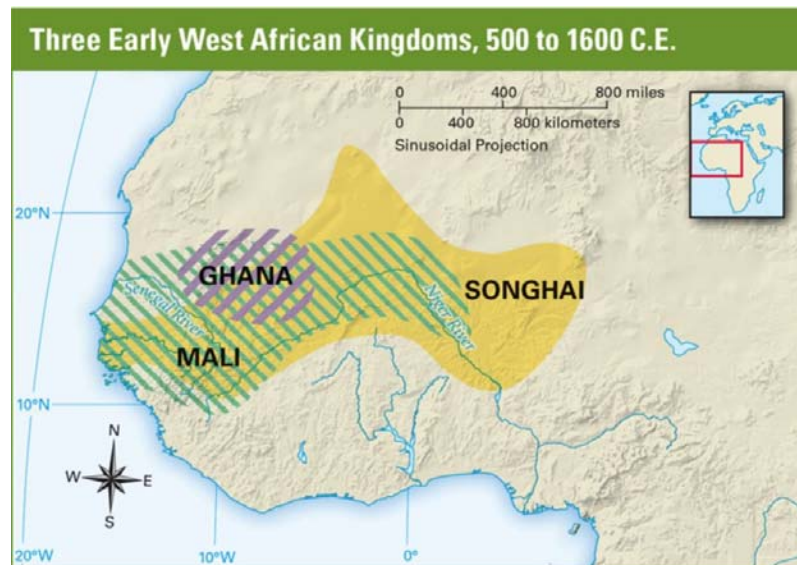 Three Early West African Kingdoms, 500 to 1600 C.E.
0 400 800 miles
0 400 800 kilometers
Sinusoidal Projection
20°N
GHANA
SONGHAI
Senegal River
Niger River
MALI
10°N
N
W E
S
20°W 10°W 0°